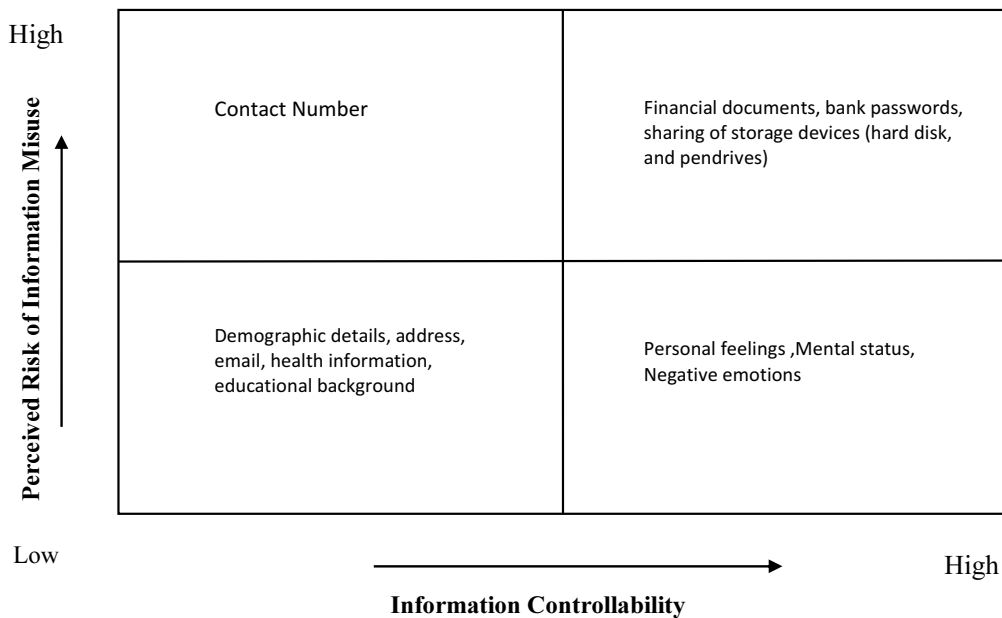 High
Perceived Risk of Information Misuse
Contact Number
Financial documents, bank passwords,
sharing of storage devices (hard disk,
and pendrives)
Demographic details, address,
email, health information,
educational background
Personal feelings ,Mental status,
Negative emotions
Low
High
Information Controllability